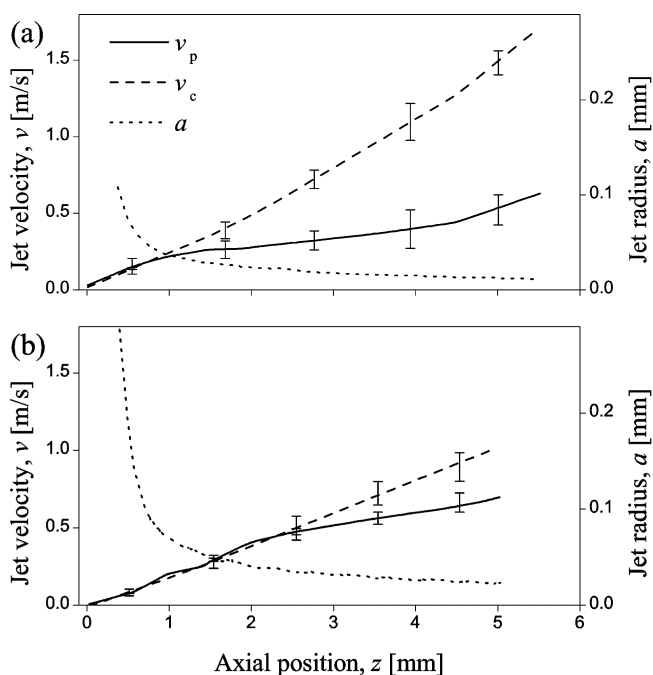 (a)
v_p
v_c
a
Jet velocity, v [m/s]
1.5
1.0
0.5
0.0
Jet radius, a [mm]
0.2
0.1
0.0
(b)
Jet velocity, v [m/s]
1.5
1.0
0.5
0.0
Jet radius, a [mm]
0.2
0.1
0.0
0 1 2 3 4 5 6
Axial position, z [mm]